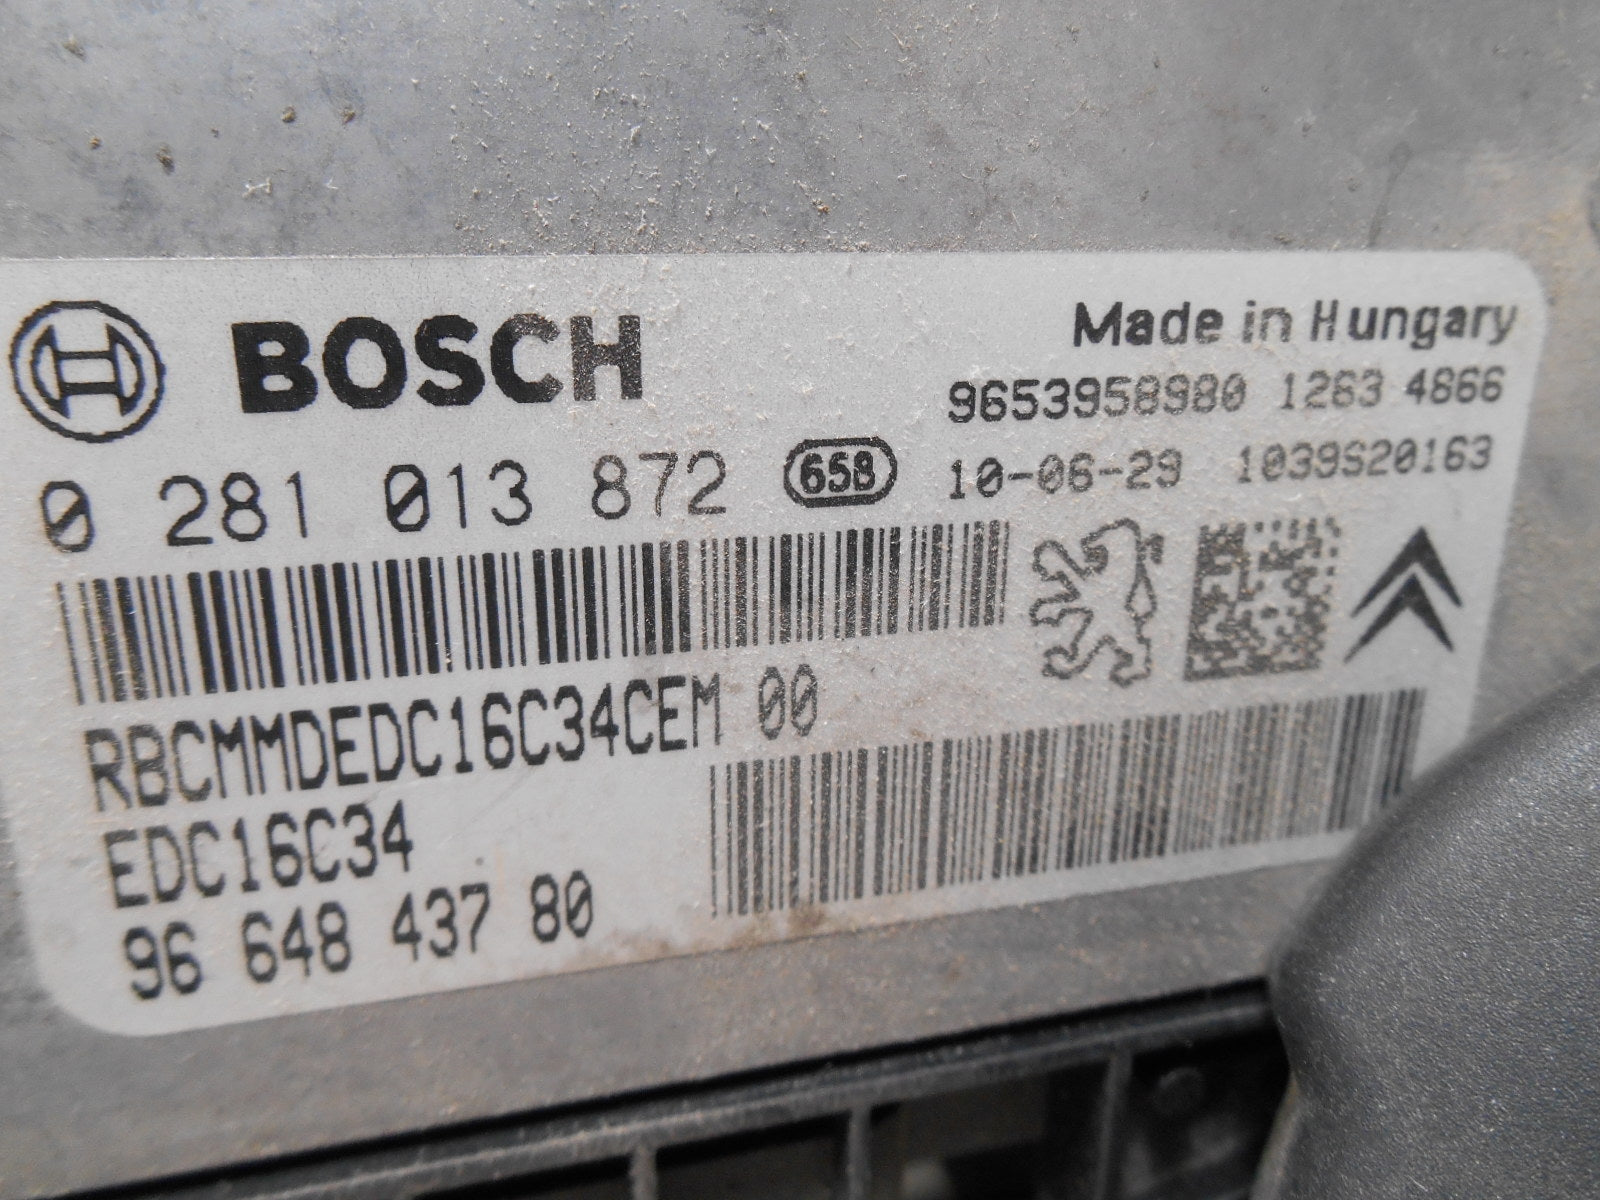 BOSCH
Made in Hungary
9653958980 1263 4866
0 281 013 872 658 10-06-29 1039S20163
RBCMMDEDC16C34CEM 00
EDC16C34
96 648 437 80